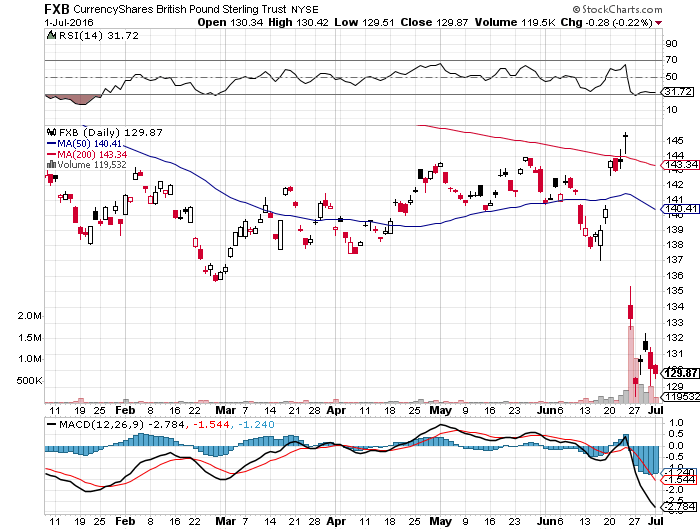 FXB CurrencyShares British Pound Sterling Trust NYSE © StockCharts.com
1-Jul-2016 Open 130.34 High 130.42 Low 129.51 Close 129.87 Volume 119.5K Chg -0.28 (-0.22%)
RSI(14) 31.72
90
70
50
31.72
10
FXB (Daily) 129.87
MA(50) 140.41
MA(200) 143.34
Volume 119,532
145
144
143.34
142
141
140.41
139
138
137
136
135
134
133
132
131
130
129.87
129
119532
2.0M
1.5M
1.0M
500K
11 19 25 Feb 8 16 22 Mar 7 14 21 28 Apr 11 18 25 May 9 16 23 Jun 6 13 20 27 Jul
MACD(12,26,9) -2.784, -1.544, -1.240
1.0
0.5
0.0
-0.5
-1.240
-1.544
-2.0
-2.784
11 19 25 Feb 8 16 22 Mar 7 14 21 28 Apr 11 18 25 May 9 16 23 Jun 6 13 20 27 Jul